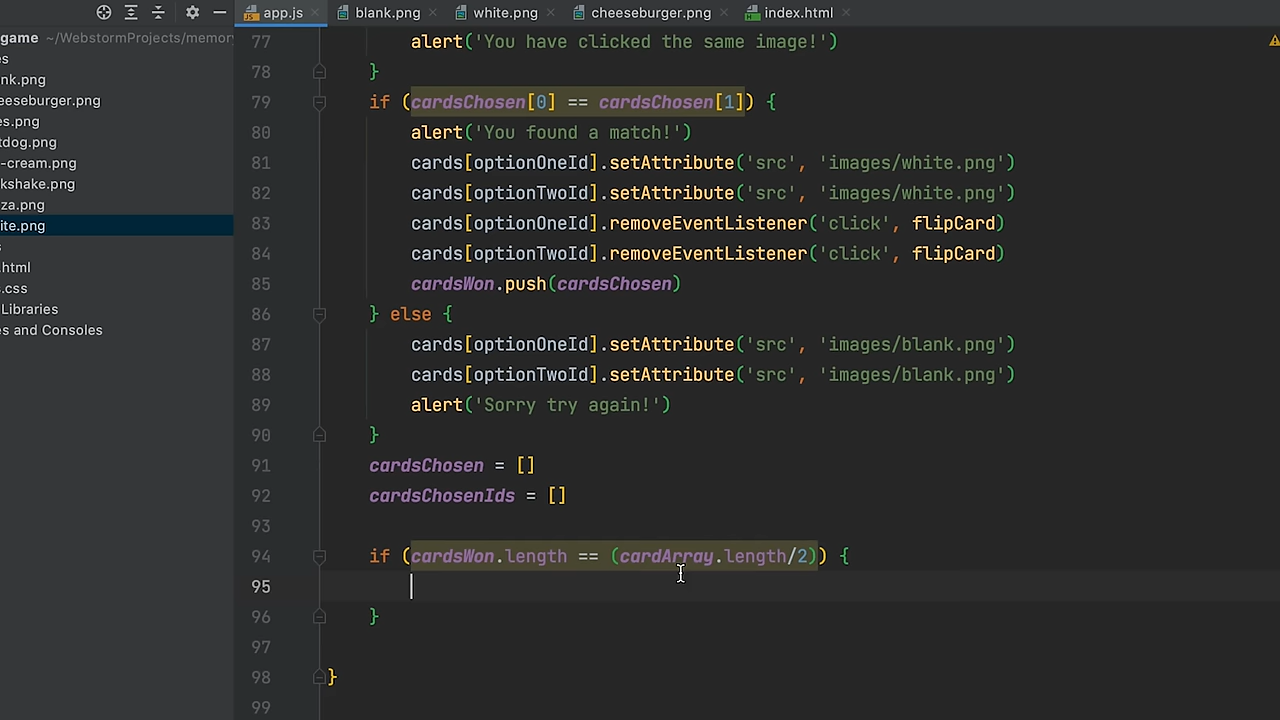 app.js
blank.png
white.png
cheeseburger.png
index.html
game ~/WebstormProjects/memory
es
nk.png
eeseburger.png
es.png
tdog.png
-cream.png
kshake.png
za.png
ite.png
s
.html
s.css
Libraries
es and Consoles
77 alert('You have clicked the same image!')
78 }
79 if (cardsChosen[0] == cardsChosen[1]) {
80 alert('You found a match!')
81 cards[optionOneId].setAttribute('src', 'images/white.png')
82 cards[optionTwoId].setAttribute('src', 'images/white.png')
83 cards[optionOneId].removeEventListener('click', flipCard)
84 cards[optionTwoId].removeEventListener('click', flipCard)
85 cardsWon.push(cardsChosen)
86 } else {
87 cards[optionOneId].setAttribute('src', 'images/blank.png')
88 cards[optionTwoId].setAttribute('src', 'images/blank.png')
89 alert('Sorry try again!')
90 }
91 cardsChosen = []
92 cardsChosenIds = []
93
94 if (cardsWon.length == (cardArray.length/2)) {
95
96 }
97
98 }
99